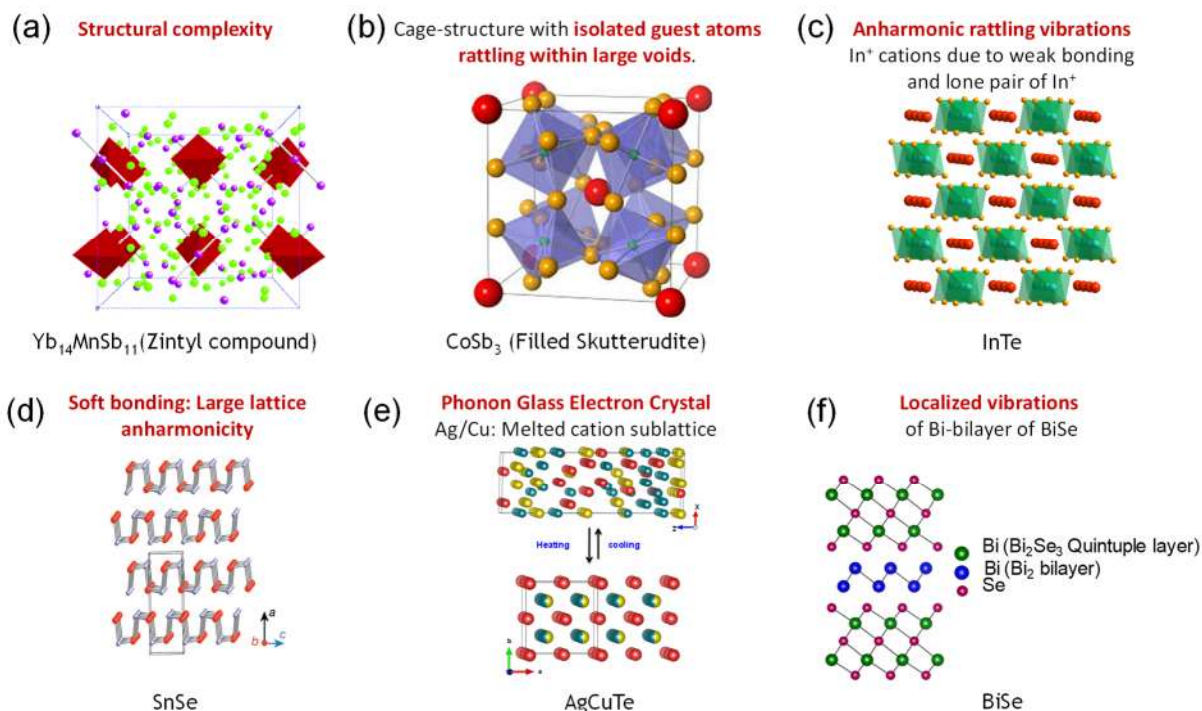 (a)
Structural complexity
Yb₁₄MnSb₁₁(Zintyl compound)
(b)
Cage-structure with isolated guest atoms
rattling within large voids.
CoSb₃ (Filled Skutterudite)
(c)
Anharmonic rattling vibrations
In⁺ cations due to weak bonding
and lone pair of In⁺
InTe
(d)
Soft bonding: Large lattice
anharmonicity
a
b
c
SnSe
(e)
Phonon Glass Electron Crystal
Ag/Cu: Melted cation sublattice
x
z
Heating
cooling
AgCuTe
(f)
Localized vibrations
of Bi-bilayer of BiSe
Bi (Bi₂Se₃ Quintuple layer)
Bi (Bi₂ bilayer)
Se
BiSe